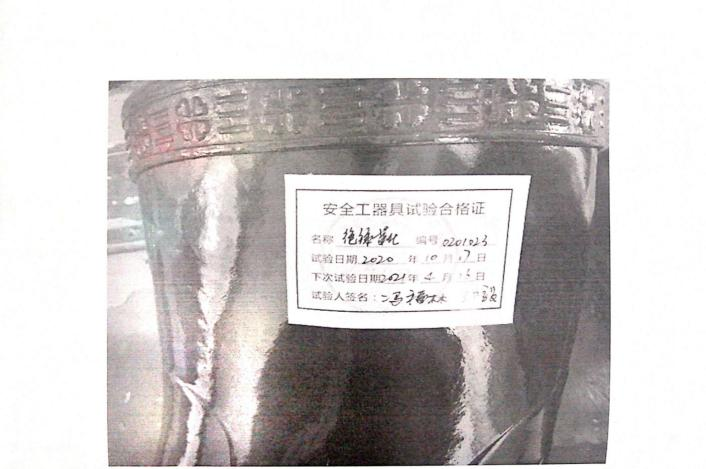 安全工器具试验合格证
名称 绝缘靴 编号 0201023
试验日期 2020 年 10 月 17 日
下次试验日期 2021 年 4 月 16 日
试验人签名：冯 林